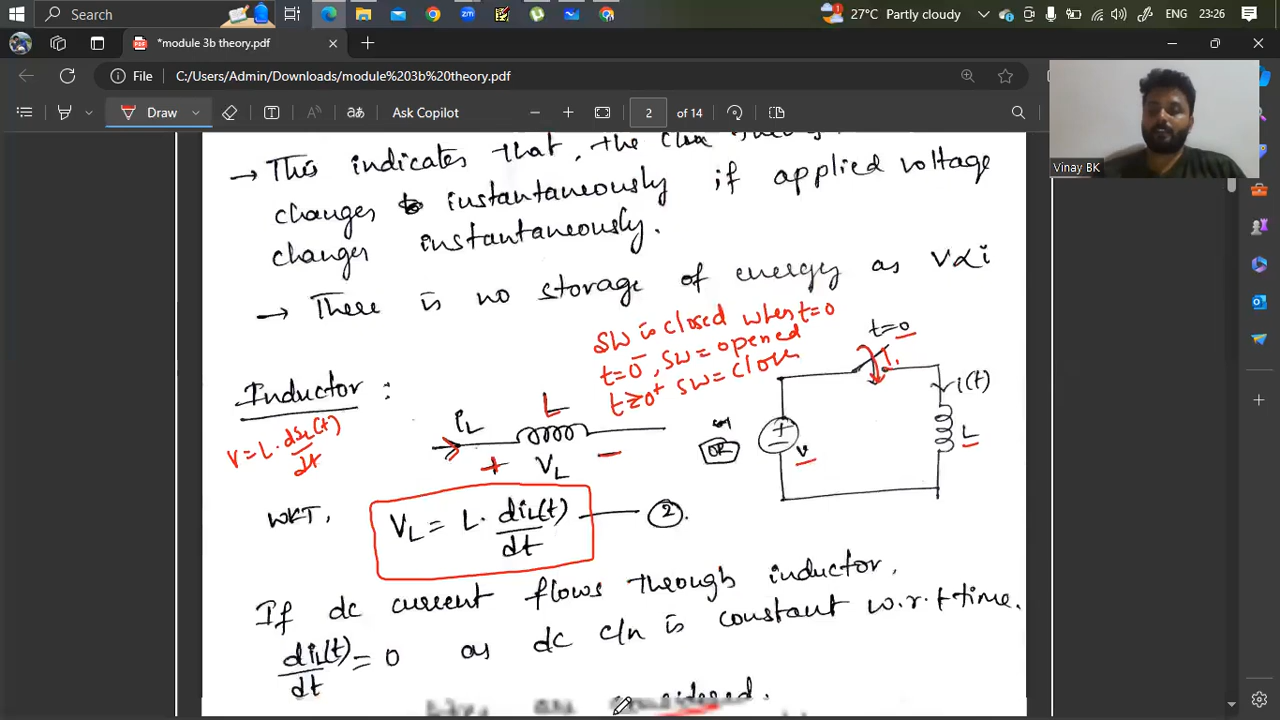 27°C Partly cloudy
ENG 23:26
*module 3b theory.pdf
File C:/Users/Admin/Downloads/module%203b%20theory.pdf
Draw Ask Copilot 2 of 14
Vinay BK
→ This indicates that, the
changes instantaneously if applied voltage
changes instantaneously.
→ There is no storage of energy as V∝i
SW is closed when t=0
t=0⁻, SW = opened
t≥0⁺ SW = close
t=0
i(t)
L
V
OR
Inductor :
V = L.
iL
L
+ VL −
WKT, VL = L. diL(t)/dt — ②.
If dc current flows through inductor,
diL(t)/dt = 0 as dc c/n is constant w.r.t time.